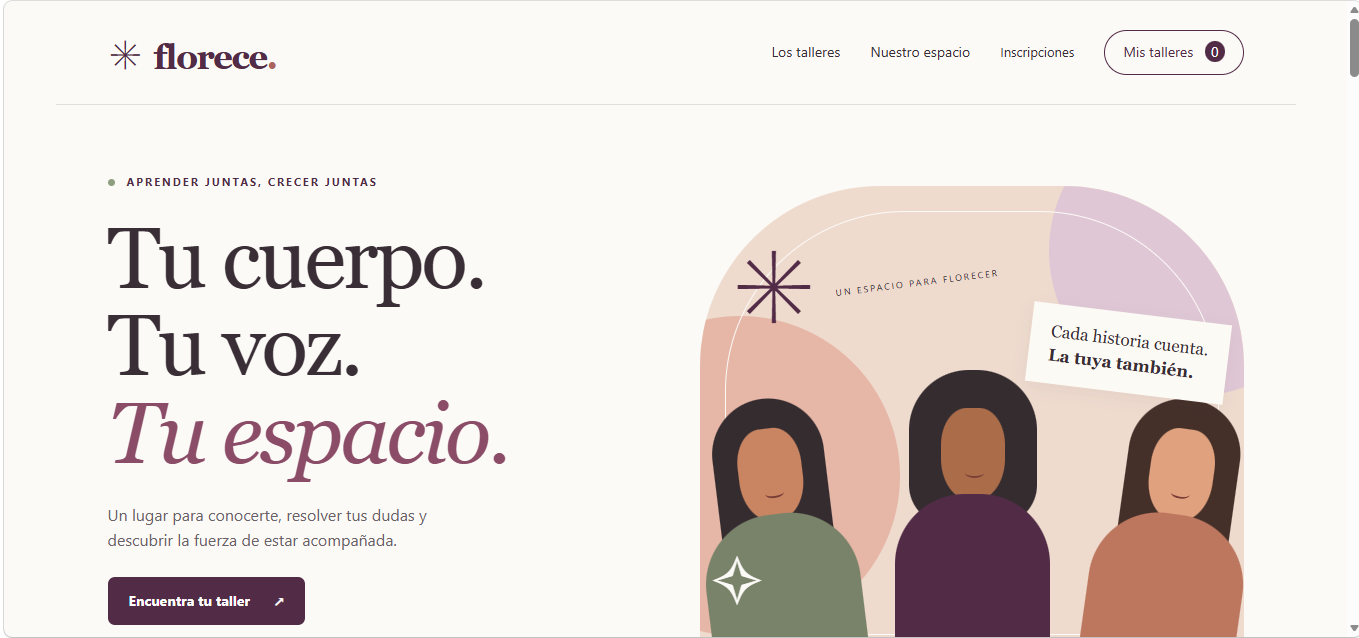 florece.
Los talleres
Nuestro espacio
Inscripciones
Mis talleres 0
APRENDER JUNTAS, CRECER JUNTAS
Tu cuerpo.
Tu voz.
Tu espacio.
Un lugar para conocerte, resolver tus dudas y
descubrir la fuerza de estar acompañada.
Encuentra tu taller ↗
UN ESPACIO PARA FLORECER
Cada historia cuenta.
La tuya también.